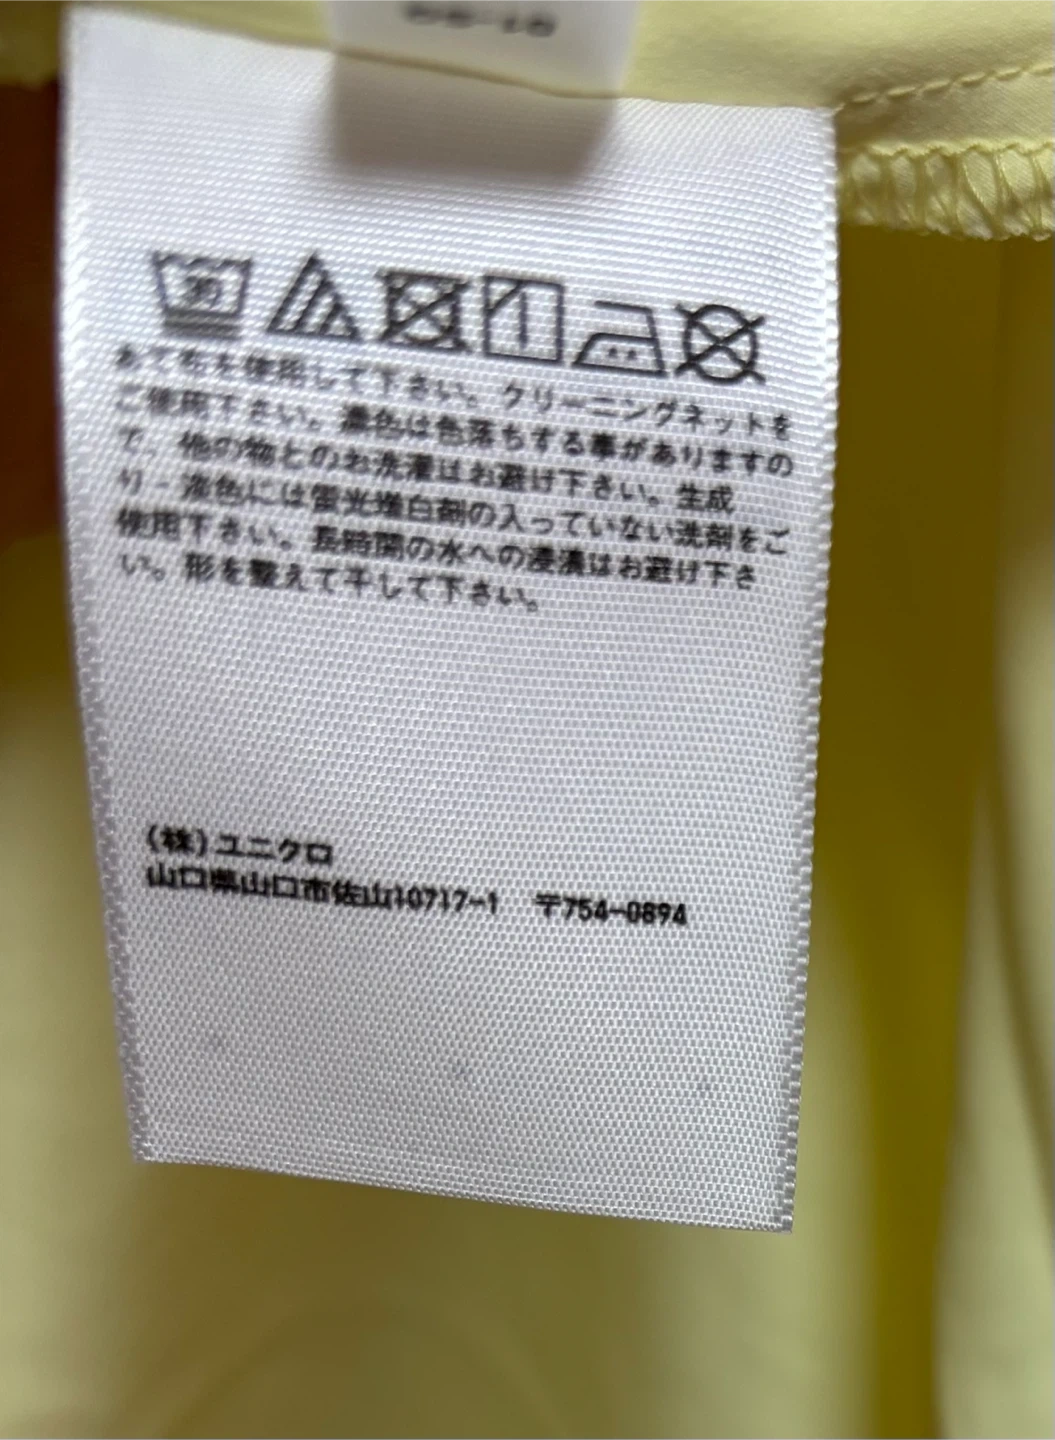 30
あて布を使用して下さい。クリーニングネットを
ご使用下さい。濃色は色落ちする事がありますの
で、他の物とのお洗濯はお避け下さい。生成
り・淡色には蛍光増白剤の入っていない洗剤をご
使用下さい。長時間の水への浸漬はお避け下さ
い。形を整えて干して下さい。
(株)ユニクロ
山口県山口市佐山10717-1 〒754-0894